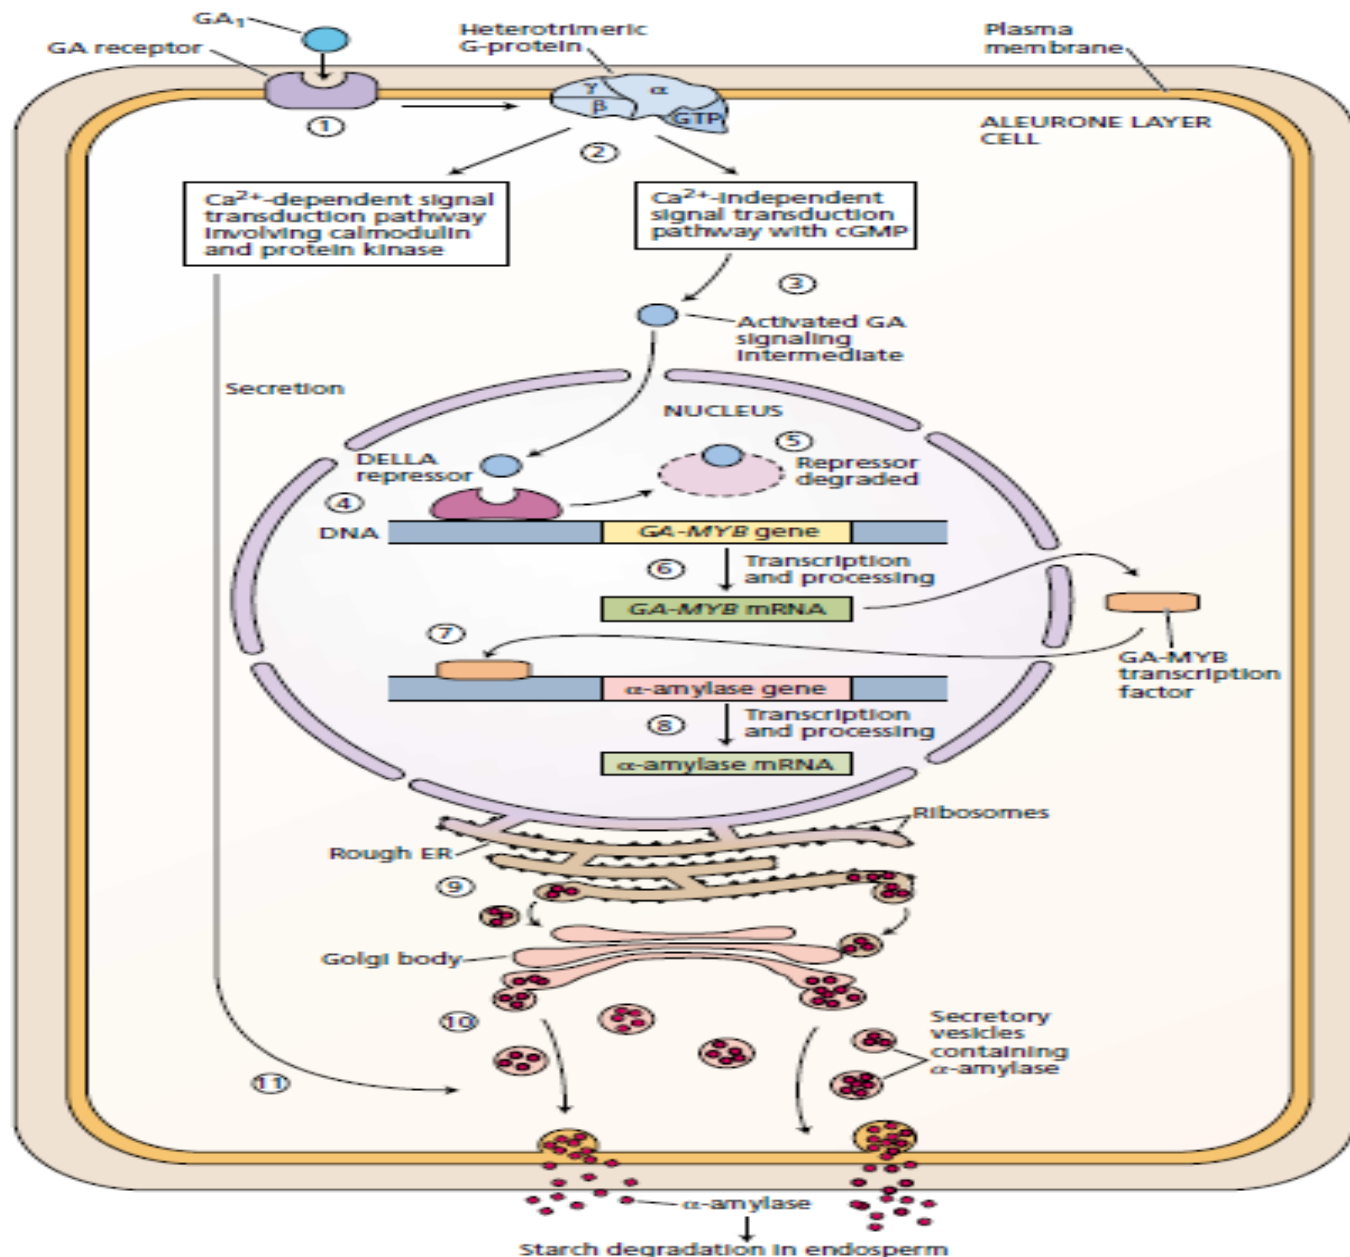 GA₁
GA receptor
Heterotrimeric
G-protein
Plasma
membrane
γ
α
β
GTP
ALEURONE LAYER
CELL
1
2
Ca²⁺-dependent signal
transduction pathway
involving calmodulin
and protein kinase
Ca²⁺-independent
signal transduction
pathway with cGMP
3
Activated GA
signaling
intermediate
Secretion
NUCLEUS
DELLA
repressor
5
Repressor
degraded
4
DNA
GA-MYB gene
6
Transcription
and processing
GA-MYB mRNA
7
GA-MYB
transcription
factor
α-amylase gene
8
Transcription
and processing
α-amylase mRNA
Ribosomes
Rough ER
9
Golgi body
10
Secretory
vesicles
containing
α-amylase
11
α-amylase
Starch degradation in endosperm